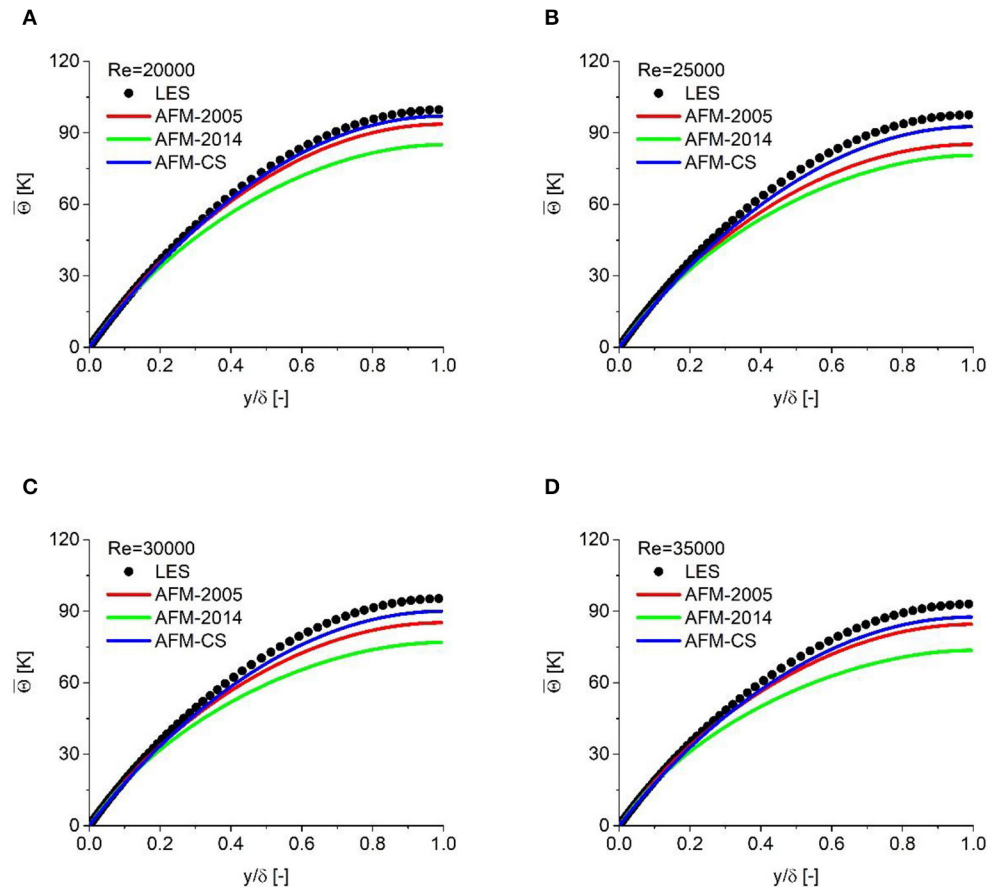 A
Re=20000
LES
AFM-2005
AFM-2014
AFM-CS
120
90
60
30
0
Θ̅ [K]
0.0 0.2 0.4 0.6 0.8 1.0
y/δ [-]
B
Re=25000
LES
AFM-2005
AFM-2014
AFM-CS
120
90
60
30
0
Θ̅ [K]
0.0 0.2 0.4 0.6 0.8 1.0
y/δ [-]
C
Re=30000
LES
AFM-2005
AFM-2014
AFM-CS
120
90
60
30
0
Θ̅ [K]
0.0 0.2 0.4 0.6 0.8 1.0
y/δ [-]
D
Re=35000
LES
AFM-2005
AFM-2014
AFM-CS
120
90
60
30
0
Θ̅ [K]
0.0 0.2 0.4 0.6 0.8 1.0
y/δ [-]